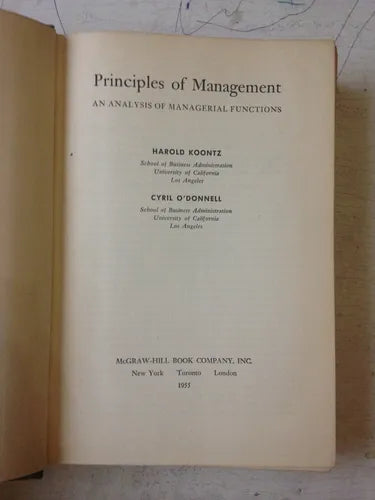 Principles of Management
AN ANALYSIS OF MANAGERIAL FUNCTIONS
HAROLD KOONTZ
School of Business Administration
University of California
Los Angeles
CYRIL O'DONNELL
School of Business Administration
University of California
Los Angeles
McGRAW-HILL BOOK COMPANY, INC.
New York Toronto London
1955